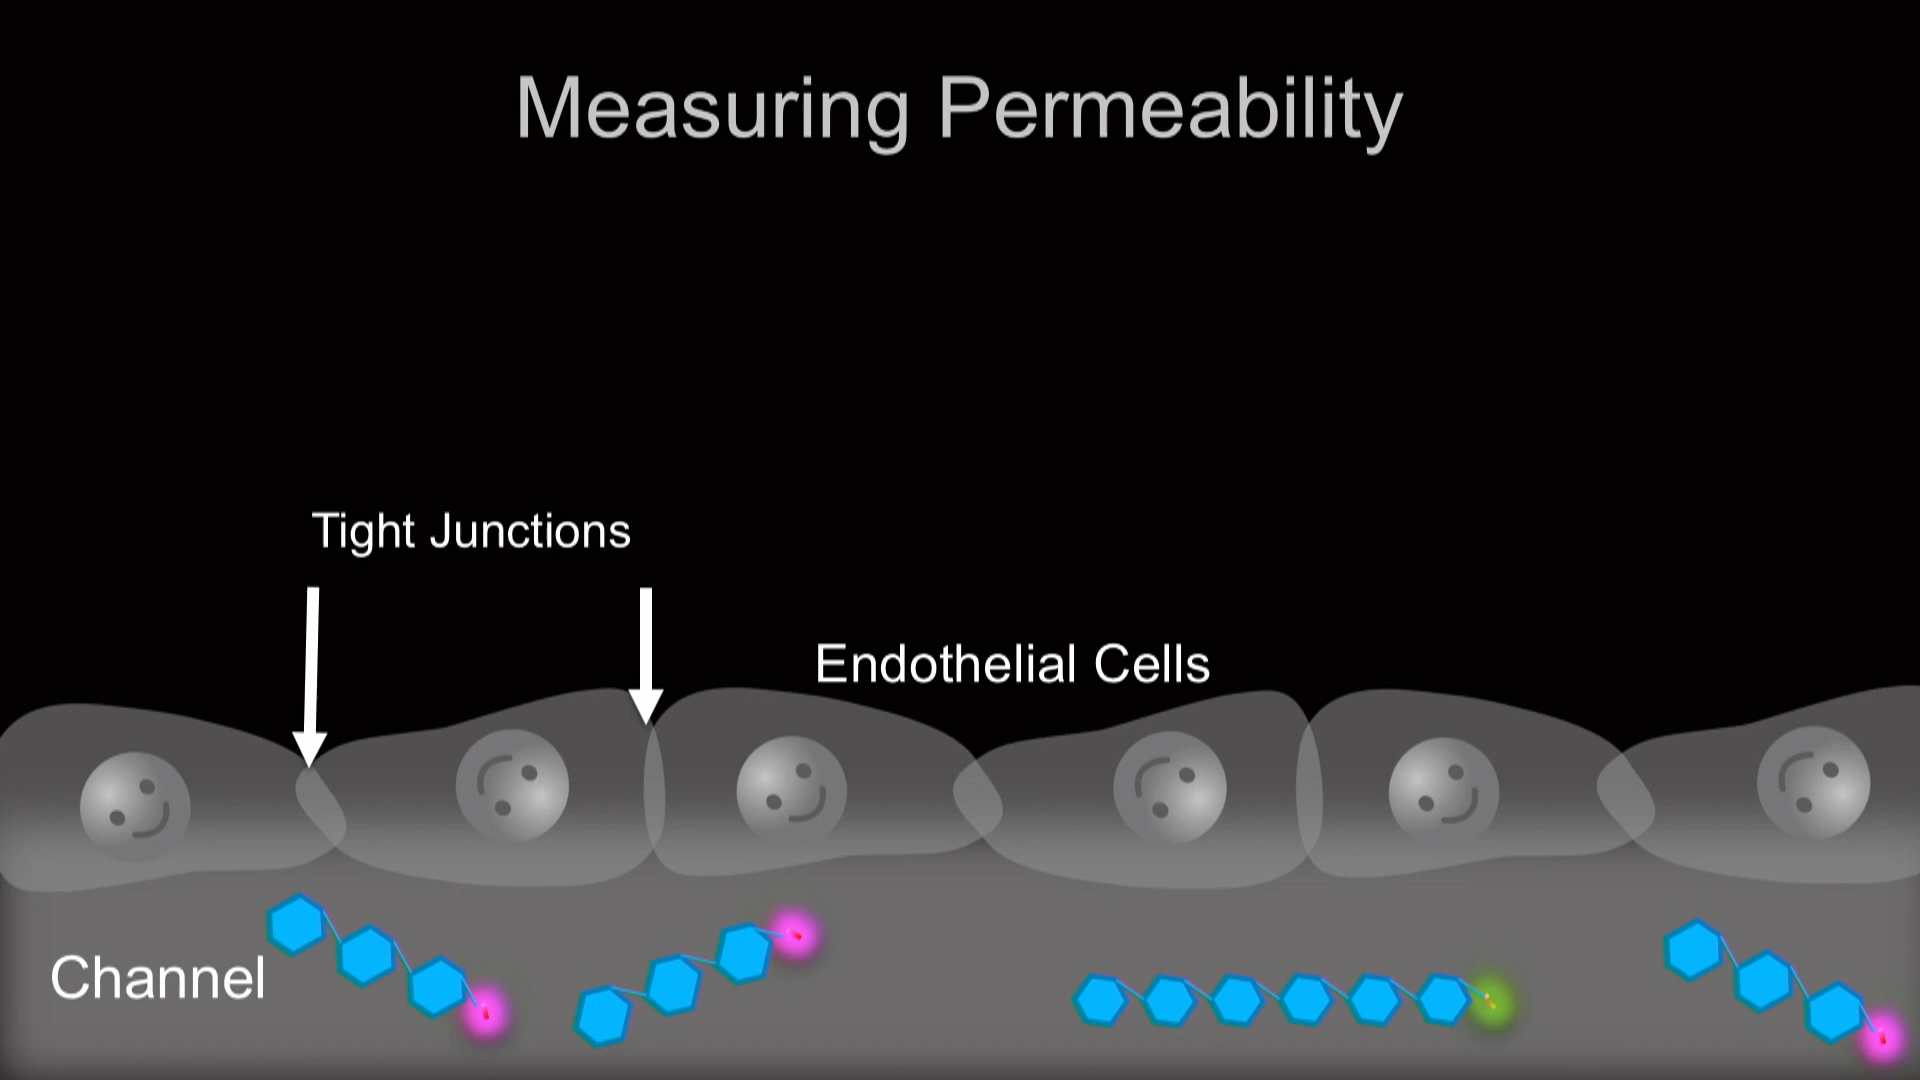 Measuring Permeability
Tight Junctions
Endothelial Cells
Channel